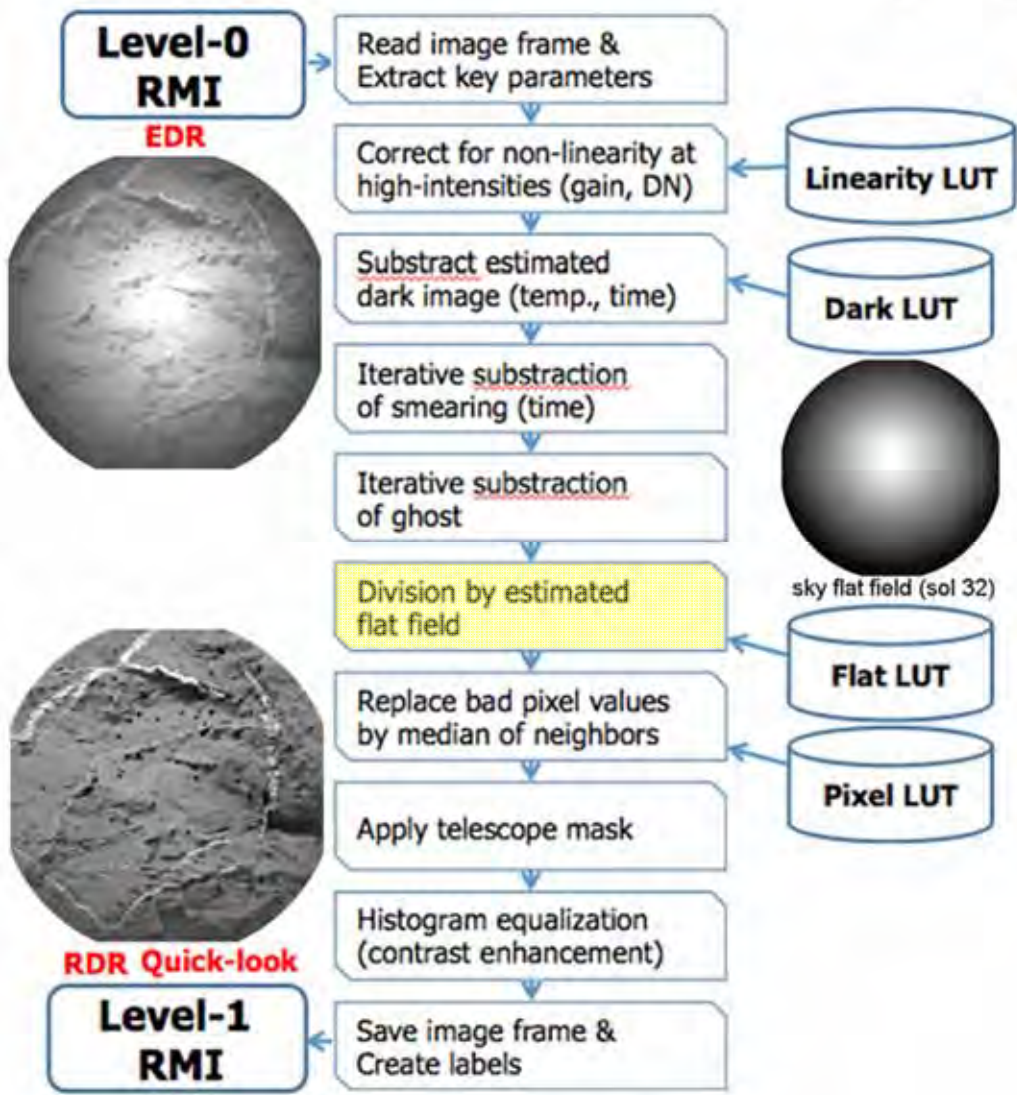 Level-0
RMI
EDR
Read image frame &
Extract key parameters
Correct for non-linearity at
high-intensities (gain, DN)
Linearity LUT
Substract estimated
dark image (temp., time)
Dark LUT
Iterative substraction
of smearing (time)
Iterative substraction
of ghost
sky flat field (sol 32)
Division by estimated
flat field
Flat LUT
Replace bad pixel values
by median of neighbors
Pixel LUT
Apply telescope mask
Histogram equalization
(contrast enhancement)
RDR Quick-look
Level-1
RMI
Save image frame &
Create labels